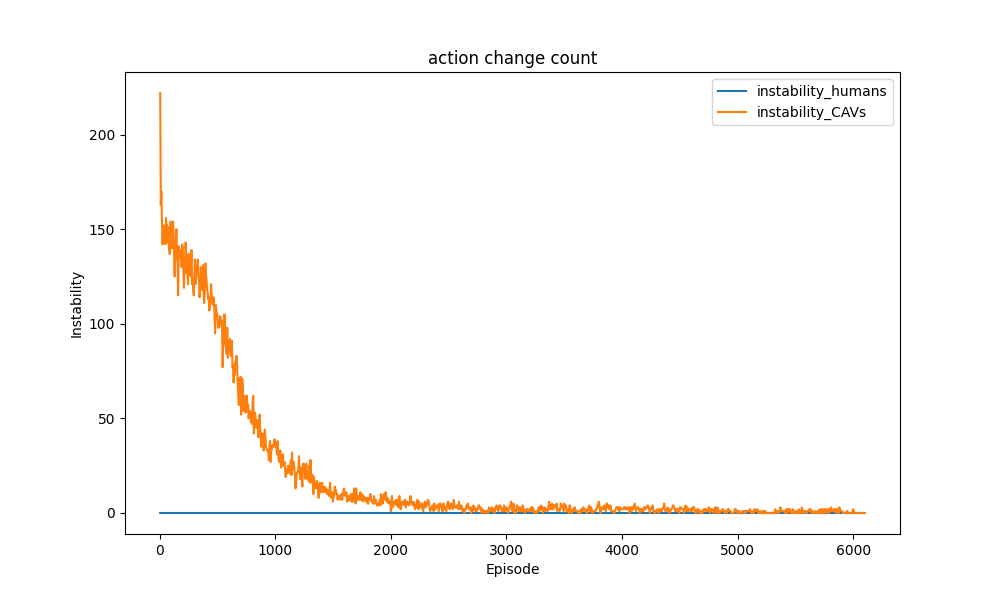 action change count
instability_humans
instability_CAVs
200
150
100
50
0
Instability
0 1000 2000 3000 4000 5000 6000
Episode